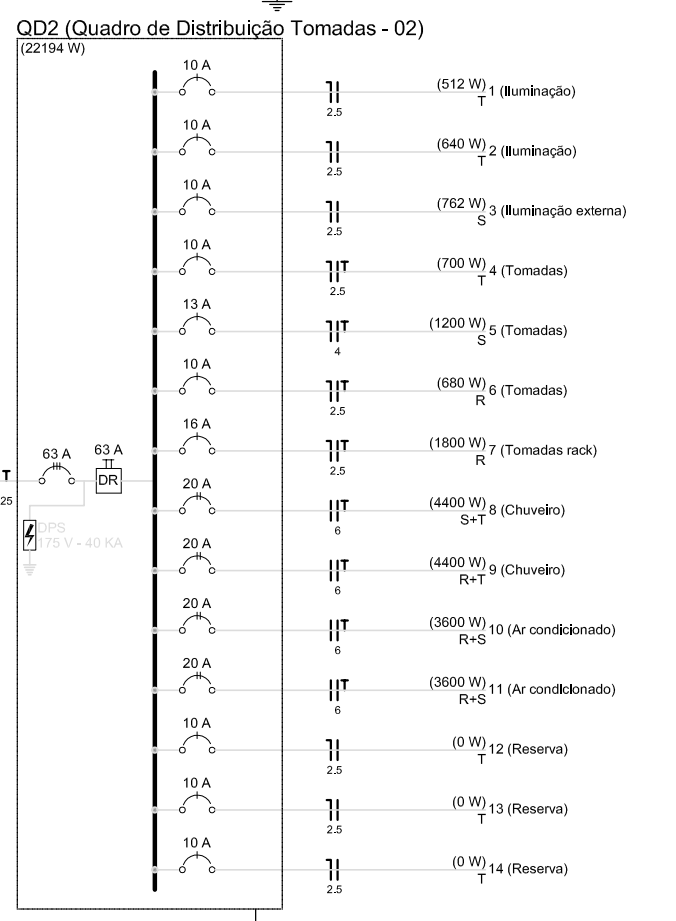 QD2 (Quadro de Distribuição Tomadas - 02)
(22194 W)
10 A
2.5
(512 W)
T
1 (Iluminação)
10 A
2.5
(640 W)
T
2 (Iluminação)
10 A
2.5
(762 W)
S
3 (Iluminação externa)
10 A
2.5
(700 W)
T
4 (Tomadas)
13 A
4
(1200 W)
S
5 (Tomadas)
10 A
2.5
(680 W)
R
6 (Tomadas)
16 A
2.5
(1800 W)
R
7 (Tomadas rack)
T
25
63 A
63 A
DR
20 A
6
(4400 W)
S+T
8 (Chuveiro)
DPS
175 V - 40 KA
20 A
6
(4400 W)
R+T
9 (Chuveiro)
20 A
6
(3600 W)
R+S
10 (Ar condicionado)
20 A
6
(3600 W)
R+S
11 (Ar condicionado)
10 A
2.5
(0 W)
T
12 (Reserva)
10 A
2.5
(0 W)
T
13 (Reserva)
10 A
2.5
(0 W)
T
14 (Reserva)